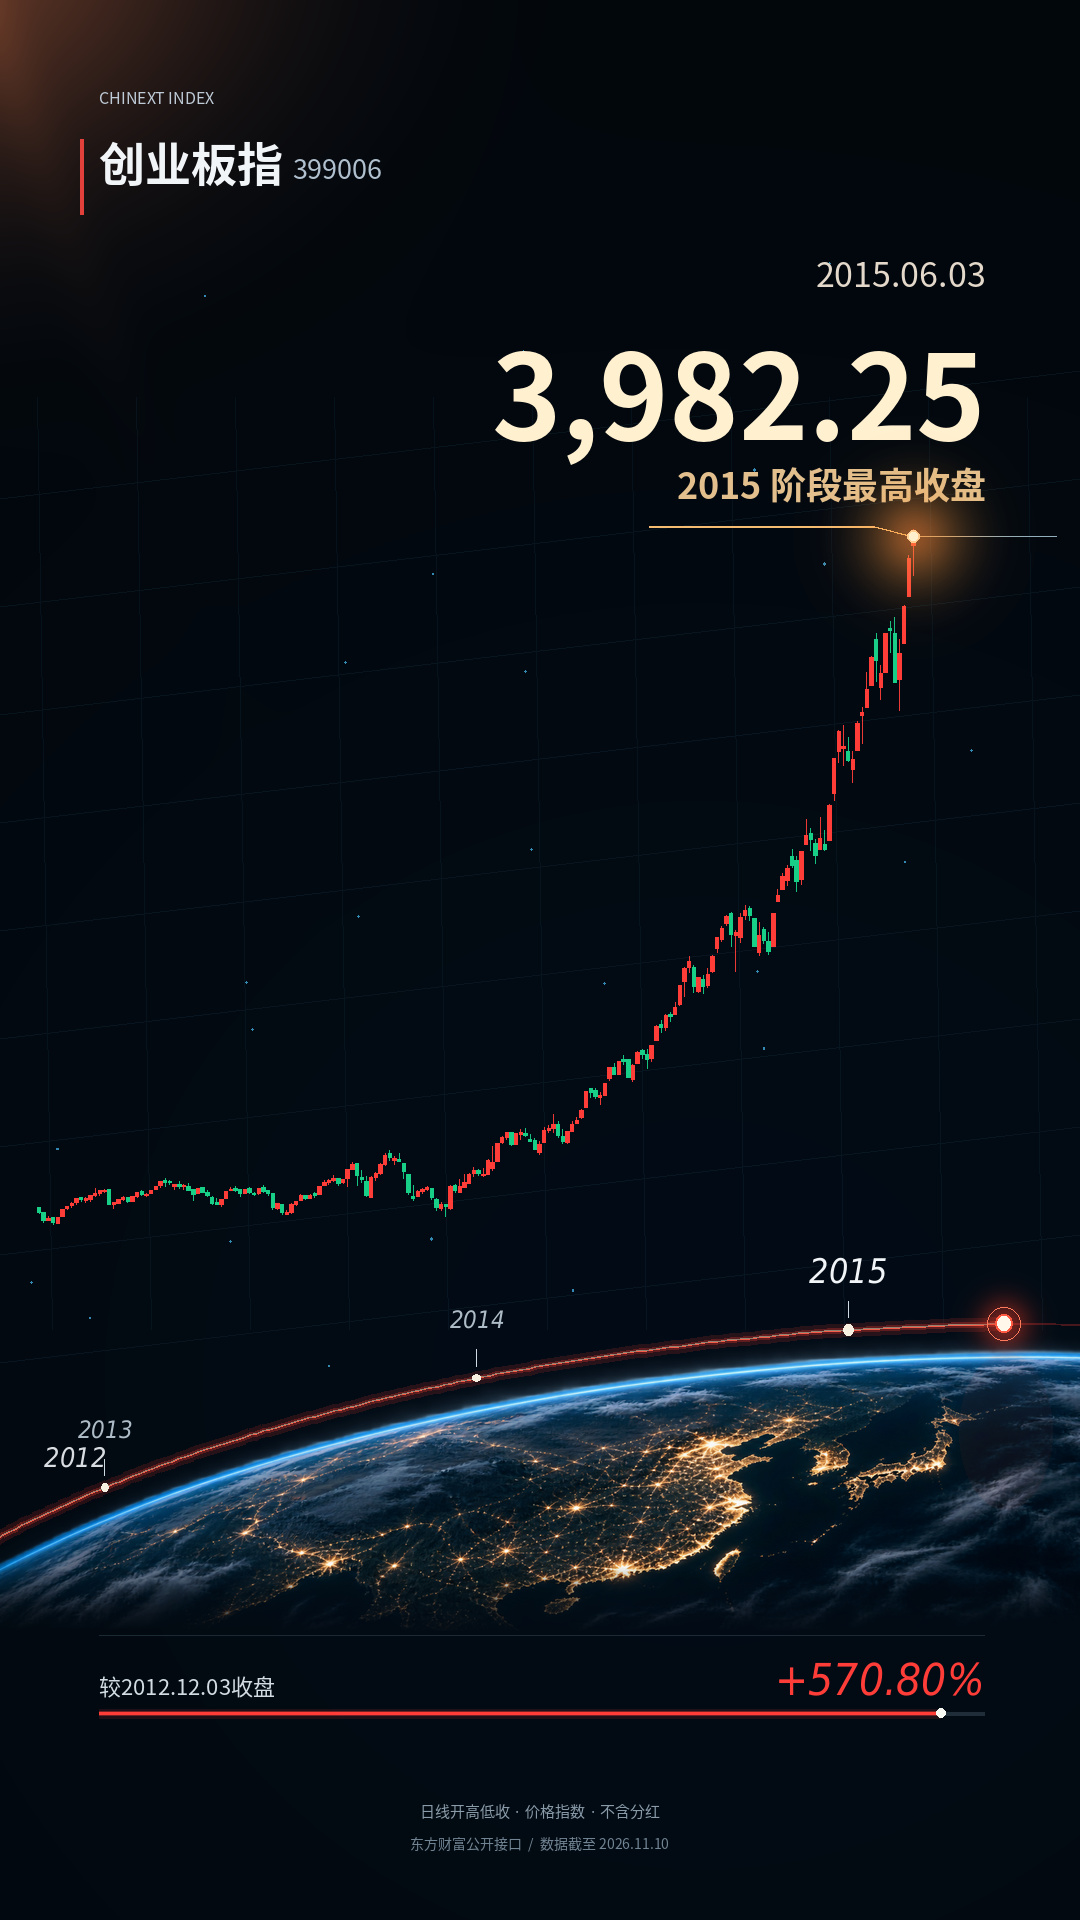 CHINEXT INDEX
创业板指 399006
2015.06.03
3,982.25
2015 阶段最高收盘
2015
2014
2013
2012
较2012.12.03收盘
+570.80%
日线开高低收 · 价格指数 · 不含分红
东方财富公开接口 / 数据截至 2026.11.10